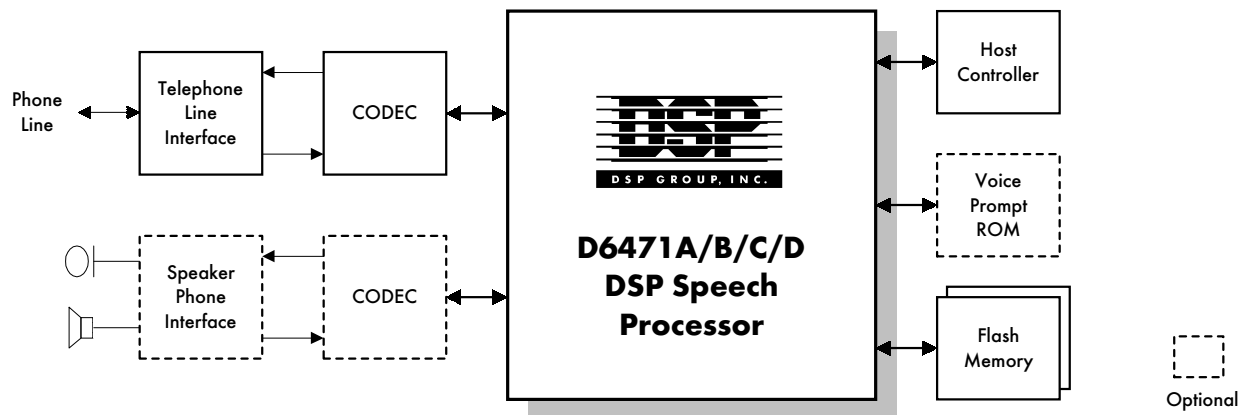 Phone
Line
Telephone
Line
Interface
CODEC
Speaker
Phone
Interface
CODEC
DSP
DSP GROUP, INC.
D6471A/B/C/D
DSP Speech
Processor
Host
Controller
Voice
Prompt
ROM
Flash
Memory
Optional